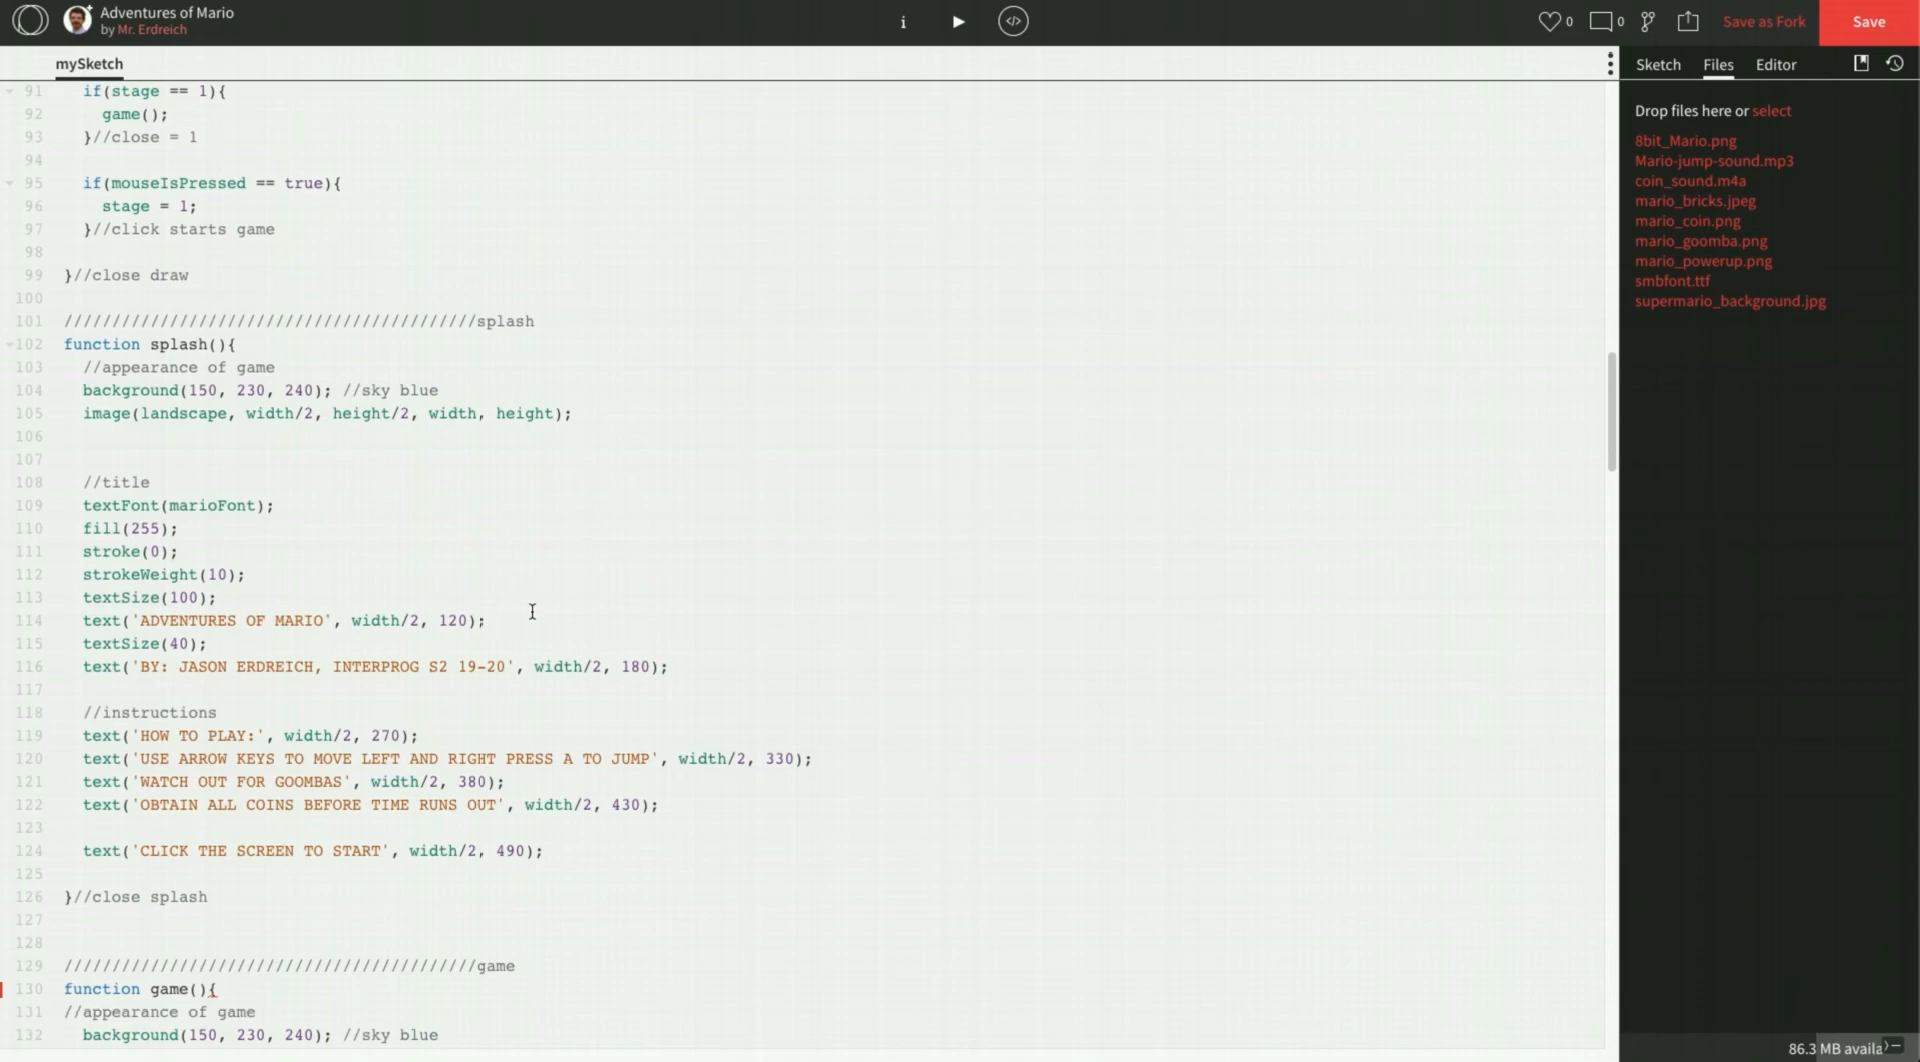 Adventures of Mario
by Mr. Erdreich
i
</>
0
0
Save as Fork
Save
mySketch
Sketch Files Editor
91 if(stage == 1){
92 game();
93 }//close = 1
94
95 if(mouseIsPressed == true){
96 stage = 1;
97 }//click starts game
98
99 }//close draw
100
101 ///////////////////////////////////////////splash
102 function splash(){
103 //appearance of game
104 background(150, 230, 240); //sky blue
105 image(landscape, width/2, height/2, width, height);
106
107
108 //title
109 textFont(marioFont);
110 fill(255);
111 stroke(0);
112 strokeWeight(10);
113 textSize(100);
114 text('ADVENTURES OF MARIO', width/2, 120);
115 textSize(40);
116 text('BY: JASON ERDREICH, INTERPROG S2 19-20', width/2, 180);
117
118 //instructions
119 text('HOW TO PLAY:', width/2, 270);
120 text('USE ARROW KEYS TO MOVE LEFT AND RIGHT PRESS A TO JUMP', width/2, 330);
121 text('WATCH OUT FOR GOOMBAS', width/2, 380);
122 text('OBTAIN ALL COINS BEFORE TIME RUNS OUT', width/2, 430);
123
124 text('CLICK THE SCREEN TO START', width/2, 490);
125
126 }//close splash
127
128
129 ///////////////////////////////////////////game
130 function game(){
131 //appearance of game
132 background(150, 230, 240); //sky blue
Drop files here or select
8bit_Mario.png
Mario-jump-sound.mp3
coin_sound.m4a
mario_bricks.jpeg
mario_coin.png
mario_goomba.png
mario_powerup.png
smbfont.ttf
supermario_background.jpg
86.3 MB availa